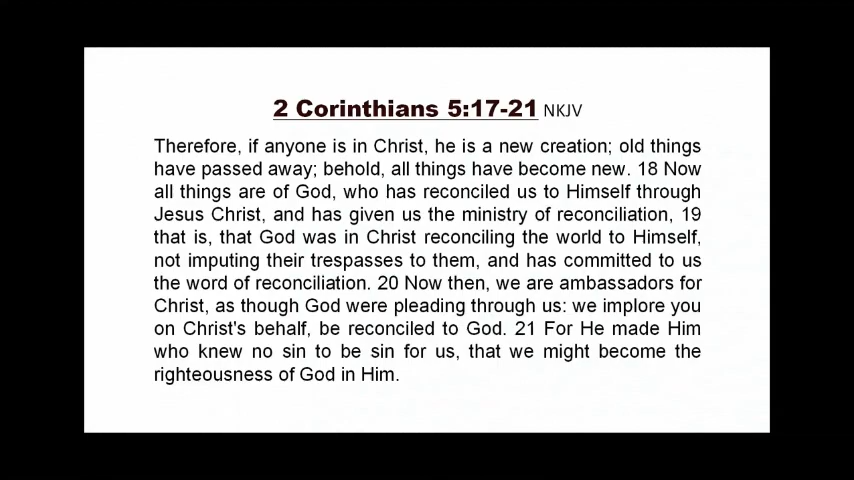 2 Corinthians 5:17-21 NKJV
Therefore, if anyone is in Christ, he is a new creation; old things
have passed away; behold, all things have become new. 18 Now
all things are of God, who has reconciled us to Himself through
Jesus Christ, and has given us the ministry of reconciliation, 19
that is, that God was in Christ reconciling the world to Himself,
not imputing their trespasses to them, and has committed to us
the word of reconciliation. 20 Now then, we are ambassadors for
Christ, as though God were pleading through us: we implore you
on Christ's behalf, be reconciled to God. 21 For He made Him
who knew no sin to be sin for us, that we might become the
righteousness of God in Him.